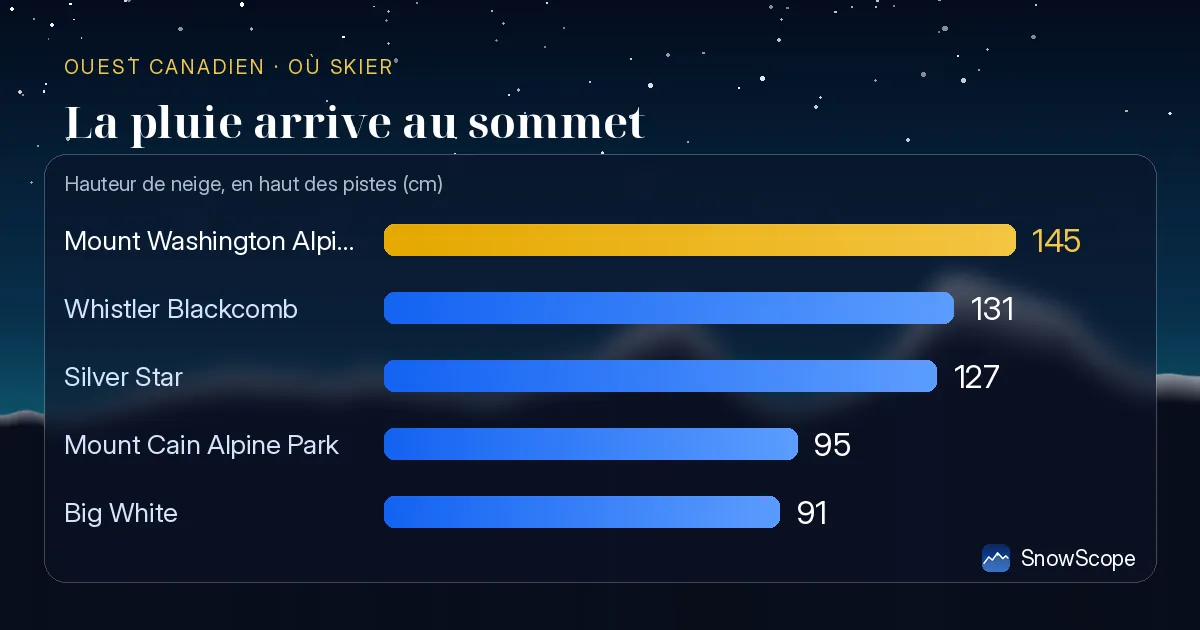 OUEST CANADIEN · OÙ SKIER
La pluie arrive au sommet
Hauteur de neige, en haut des pistes (cm)
Mount Washington Alpi... 145
Whistler Blackcomb 131
Silver Star 127
Mount Cain Alpine Park 95
Big White 91
SnowScope